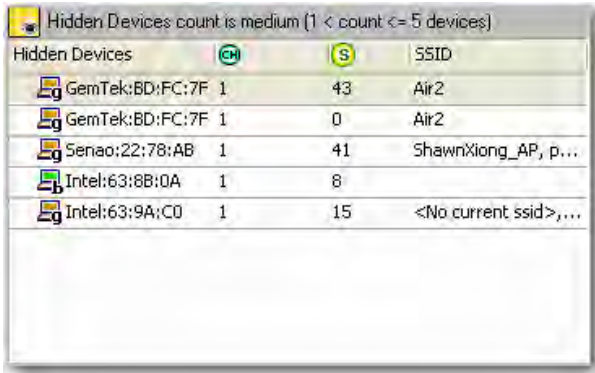 Hidden Devices count is medium (1 < count <= 5 devices)
Hidden Devices CH S SSID
g GemTek:BD:FC:7F 1 43 Air2
g GemTek:BD:FC:7F 1 0 Air2
g Senao:22:78:AB 1 41 ShawnXiong_AP, p...
b Intel:63:8B:0A 1 8
g Intel:63:9A:C0 1 15 <No current ssid>,...